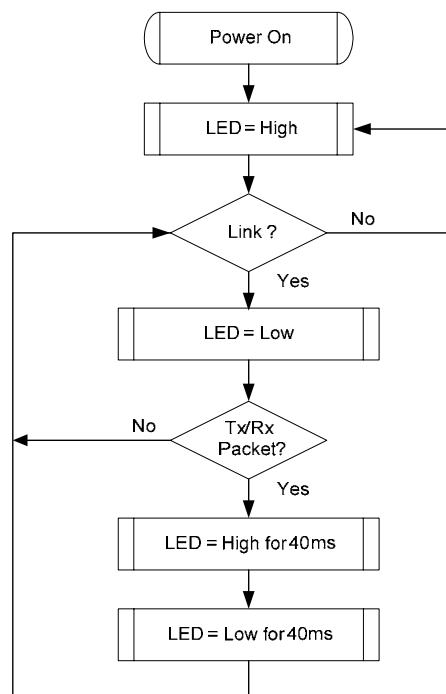 Power On
LED = High
Link ?
No
Yes
LED = Low
No
Tx/Rx
Packet?
Yes
LED = High for 40ms
LED = Low for 40ms